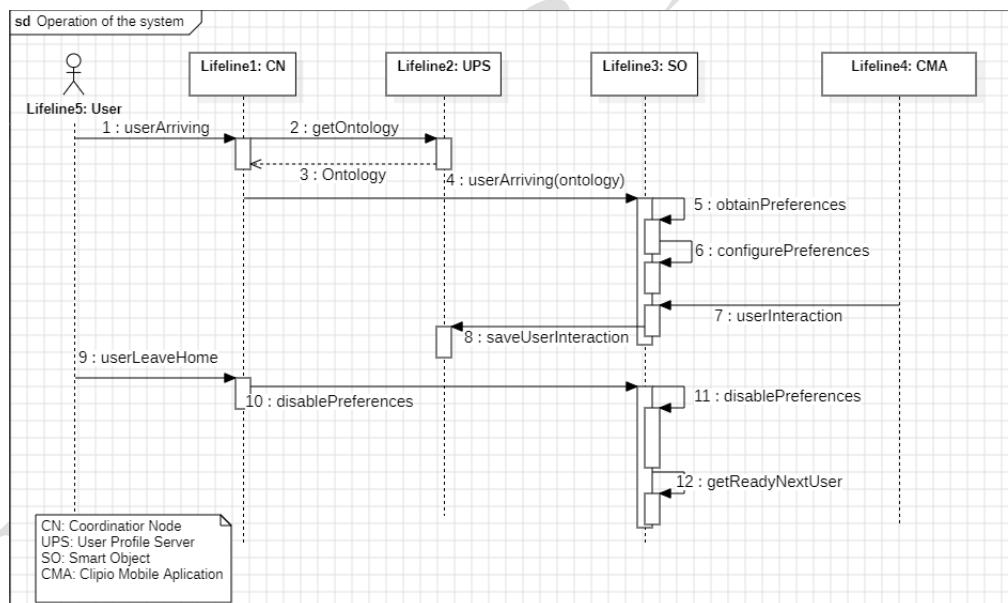 sd Operation of the system
Lifeline1: CN
Lifeline2: UPS
Lifeline3: SO
Lifeline4: CMA
Lifeline5: User
1 : userArriving
2 : getOntology
3 : Ontology
4 : userArriving(ontology)
5 : obtainPreferences
6 : configurePreferences
7 : userInteraction
8 : saveUserInteraction
9 : userLeaveHome
10 : disablePreferences
11 : disablePreferences
12 : getReadyNextUser
CN: Coordinatior Node
UPS: User Profile Server
SO: Smart Object
CMA: Clipio Mobile Aplication